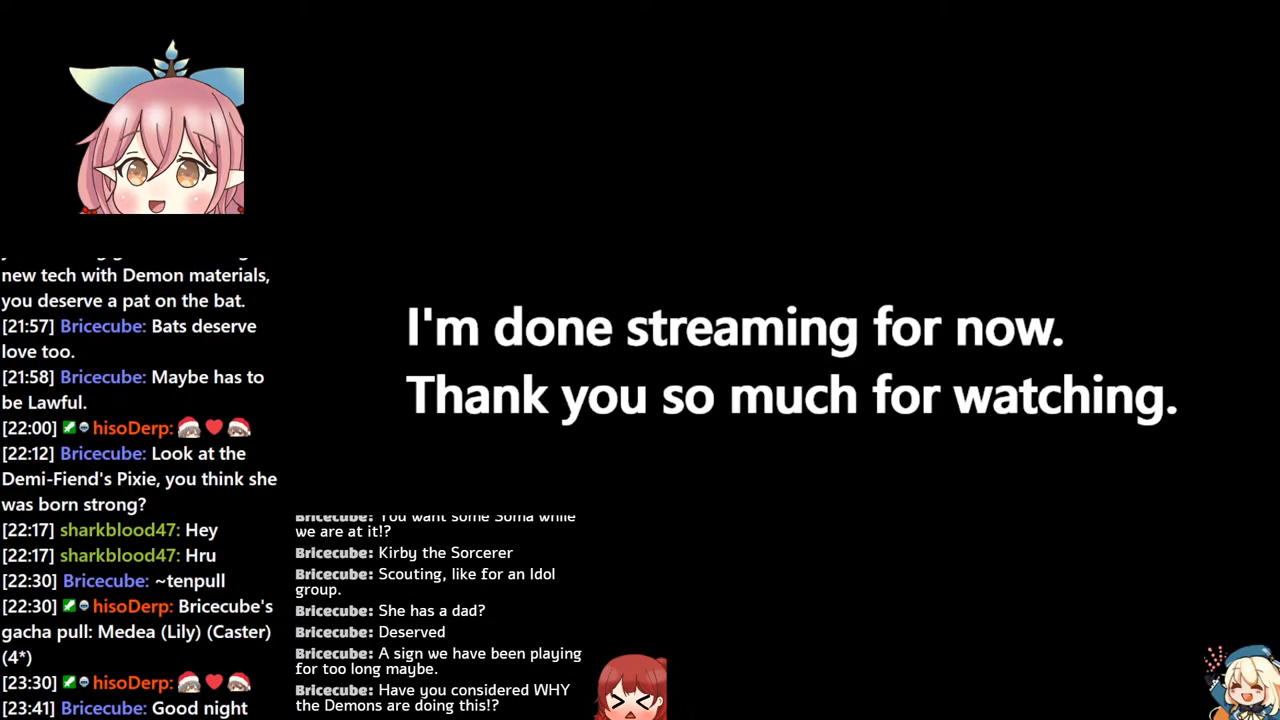 new tech with Demon materials,
you deserve a pat on the bat.
[21:57] Bricecube: Bats deserve
love too.
[21:58] Bricecube: Maybe has to
be Lawful.
[22:00] hisoDerp:
[22:12] Bricecube: Look at the
Demi-Fiend's Pixie, you think she
was born strong?
[22:17] sharkblood47: Hey
[22:17] sharkblood47: Hru
[22:30] Bricecube: ~tenpull
[22:30] hisoDerp: Bricecube's
gacha pull: Medea (Lily) (Caster)
(4*)
[23:30] hisoDerp:
[23:41] Bricecube: Good night
I'm done streaming for now.
Thank you so much for watching.
Bricecube: You want some Soma while
we are at it!?
Bricecube: Kirby the Sorcerer
Bricecube: Scouting, like for an Idol
group.
Bricecube: She has a dad?
Bricecube: Deserved
Bricecube: A sign we have been playing
for too long maybe.
Bricecube: Have you considered WHY
the Demons are doing this!?